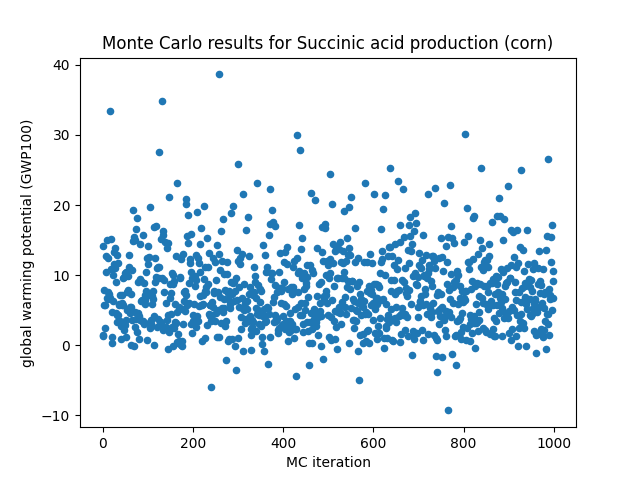 Monte Carlo results for Succinic acid production (corn)
global warming potential (GWP100)
40
30
20
10
0
−10
0 200 400 600 800 1000
MC iteration